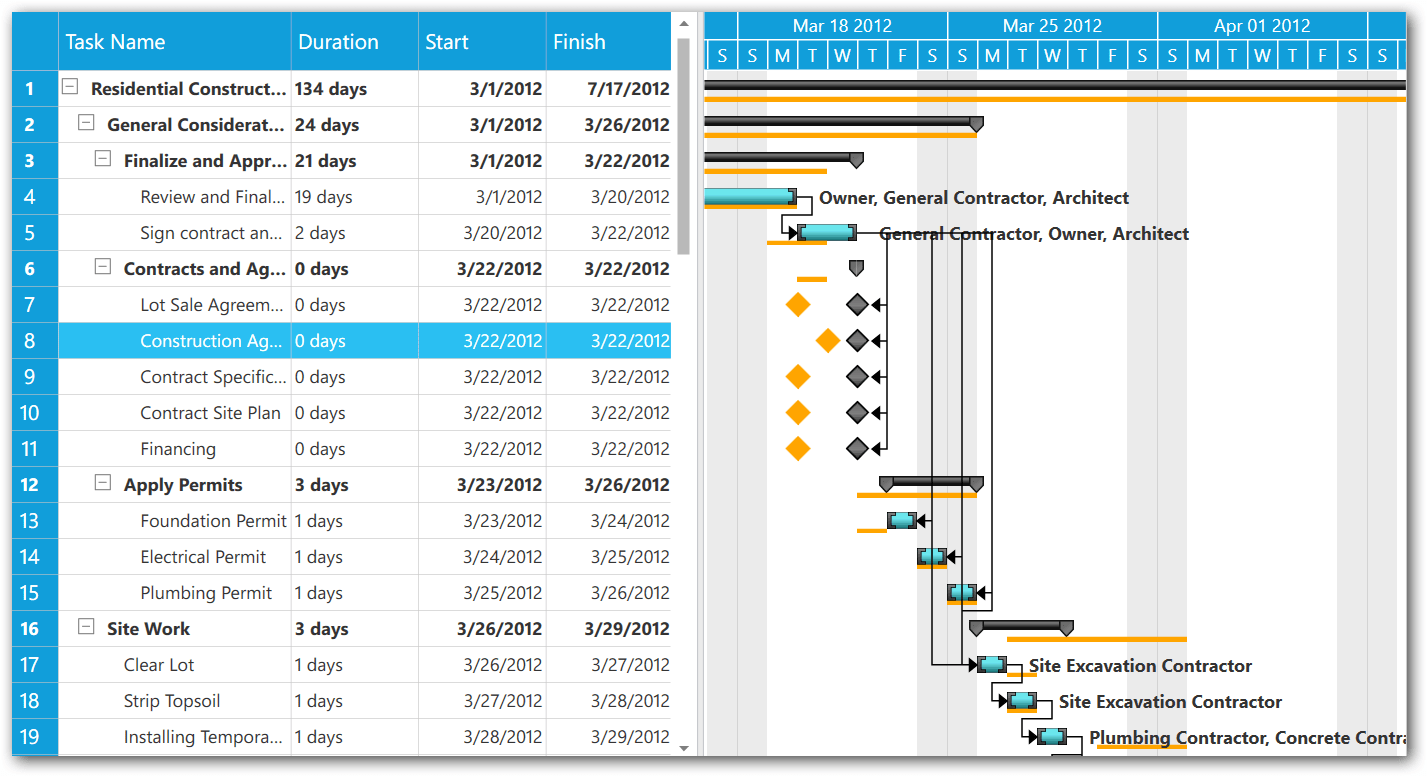 Task Name Duration Start Finish
Mar 18 2012 Mar 25 2012 Apr 01 2012
S S M T W T F S S M T W T F S S M T W T F S S
1 Residential Construct... 134 days 3/1/2012 7/17/2012
2 General Considerat... 24 days 3/1/2012 3/26/2012
3 Finalize and Appr... 21 days 3/1/2012 3/22/2012
4 Review and Final... 19 days 3/1/2012 3/20/2012 Owner, General Contractor, Architect
5 Sign contract an... 2 days 3/20/2012 3/22/2012 General Contractor, Owner, Architect
6 Contracts and Ag... 0 days 3/22/2012 3/22/2012
7 Lot Sale Agreem... 0 days 3/22/2012 3/22/2012
8 Construction Ag... 0 days 3/22/2012 3/22/2012
9 Contract Specific... 0 days 3/22/2012 3/22/2012
10 Contract Site Plan 0 days 3/22/2012 3/22/2012
11 Financing 0 days 3/22/2012 3/22/2012
12 Apply Permits 3 days 3/23/2012 3/26/2012
13 Foundation Permit 1 days 3/23/2012 3/24/2012
14 Electrical Permit 1 days 3/24/2012 3/25/2012
15 Plumbing Permit 1 days 3/25/2012 3/26/2012
16 Site Work 3 days 3/26/2012 3/29/2012
17 Clear Lot 1 days 3/26/2012 3/27/2012 Site Excavation Contractor
18 Strip Topsoil 1 days 3/27/2012 3/28/2012 Site Excavation Contractor
19 Installing Tempora... 1 days 3/28/2012 3/29/2012 Plumbing Contractor, Concrete Contra